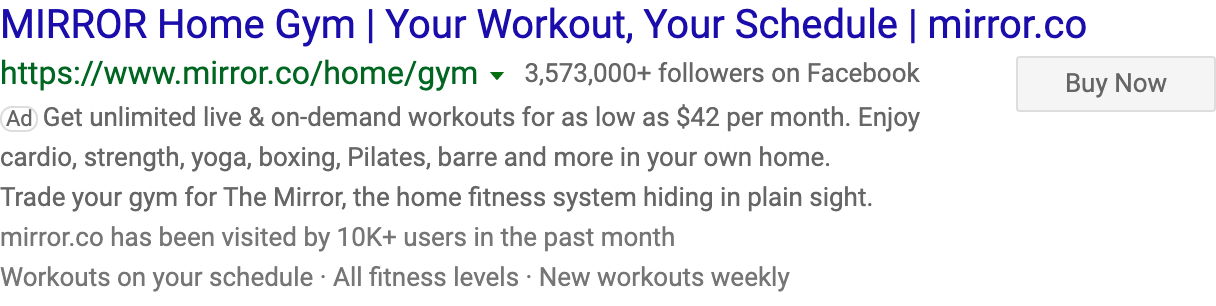 MIRROR Home Gym | Your Workout, Your Schedule | mirror.co
https://www.mirror.co/home/gym 3,573,000+ followers on Facebook
Buy Now
Ad Get unlimited live & on-demand workouts for as low as $42 per month. Enjoy
cardio, strength, yoga, boxing, Pilates, barre and more in your own home.
Trade your gym for The Mirror, the home fitness system hiding in plain sight.
mirror.co has been visited by 10K+ users in the past month
Workouts on your schedule · All fitness levels · New workouts weekly